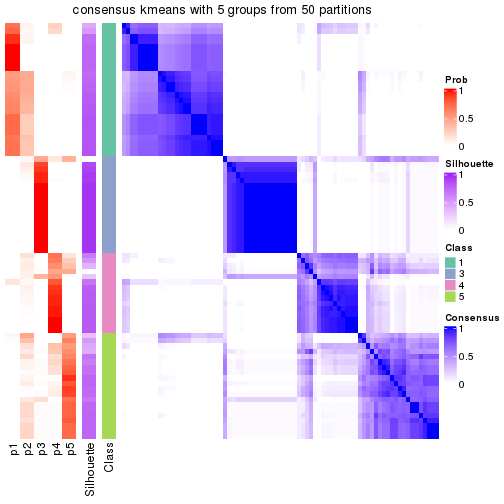 consensus kmeans with 5 groups from 50 partitions
Prob
1
0.5
0
Silhouette
1
0.5
0
Class
1
3
4
5
Consensus
1
0.5
0
p1
p2
p3
p4
p5
Silhouette
Class